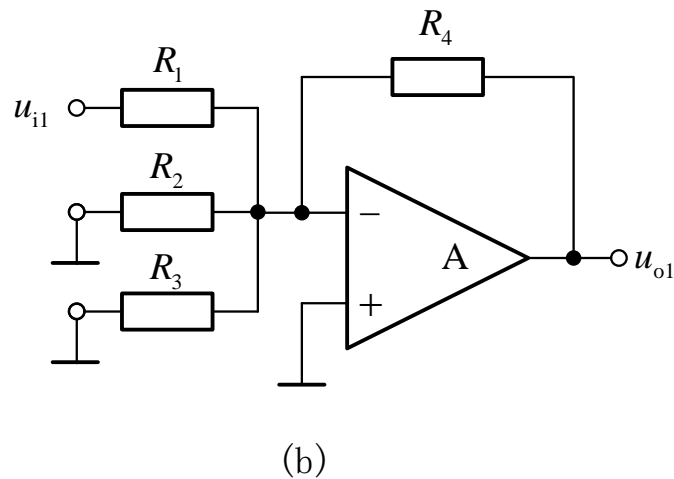 R₄
R₁
uᵢ₁
R₂
−
A
uₒ₁
R₃
+
(b)